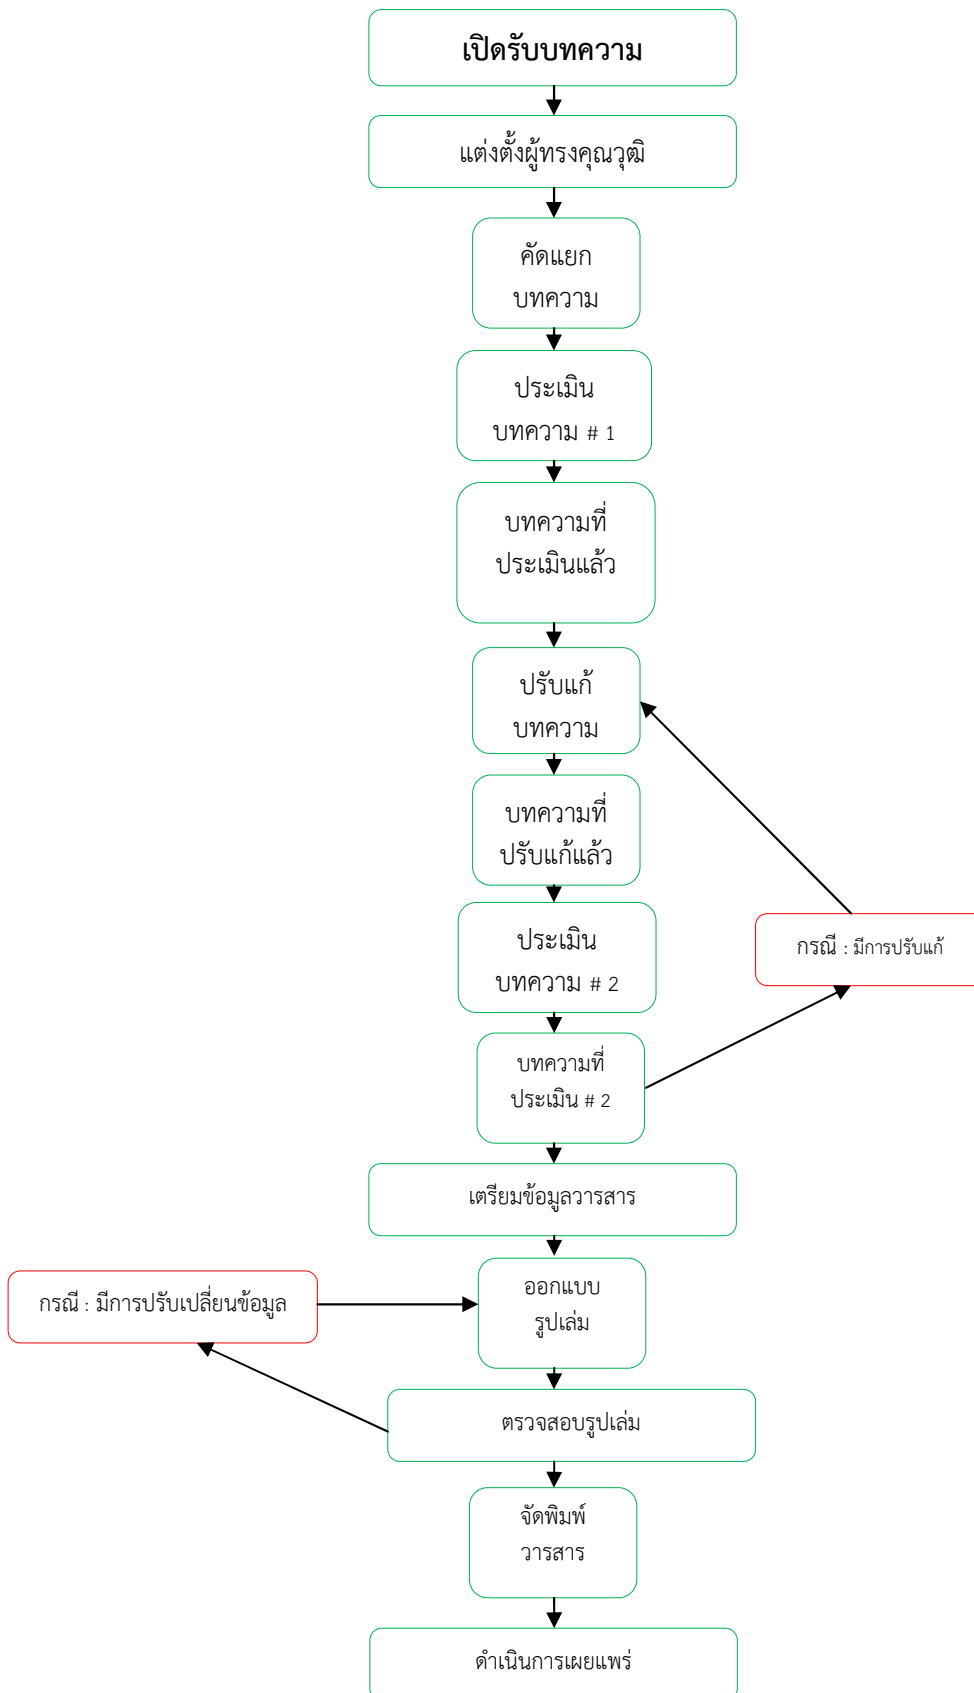 เปิดรับบทความ
แต่งตั้งผู้ทรงคุณวุฒิ
คัดแยก
บทความ
ประเมิน
บทความ # 1
บทความที่
ประเมินแล้ว
ปรับแก้
บทความ
บทความที่
ปรับแก้แล้ว
ประเมิน
บทความ # 2
กรณี : มีการปรับแก้
บทความที่
ประเมิน # 2
เตรียมข้อมูลวารสาร
ออกแบบ
รูปเล่ม
กรณี : มีการปรับเปลี่ยนข้อมูล
ตรวจสอบรูปเล่ม
จัดพิมพ์
วารสาร
ดำเนินการเผยแพร่